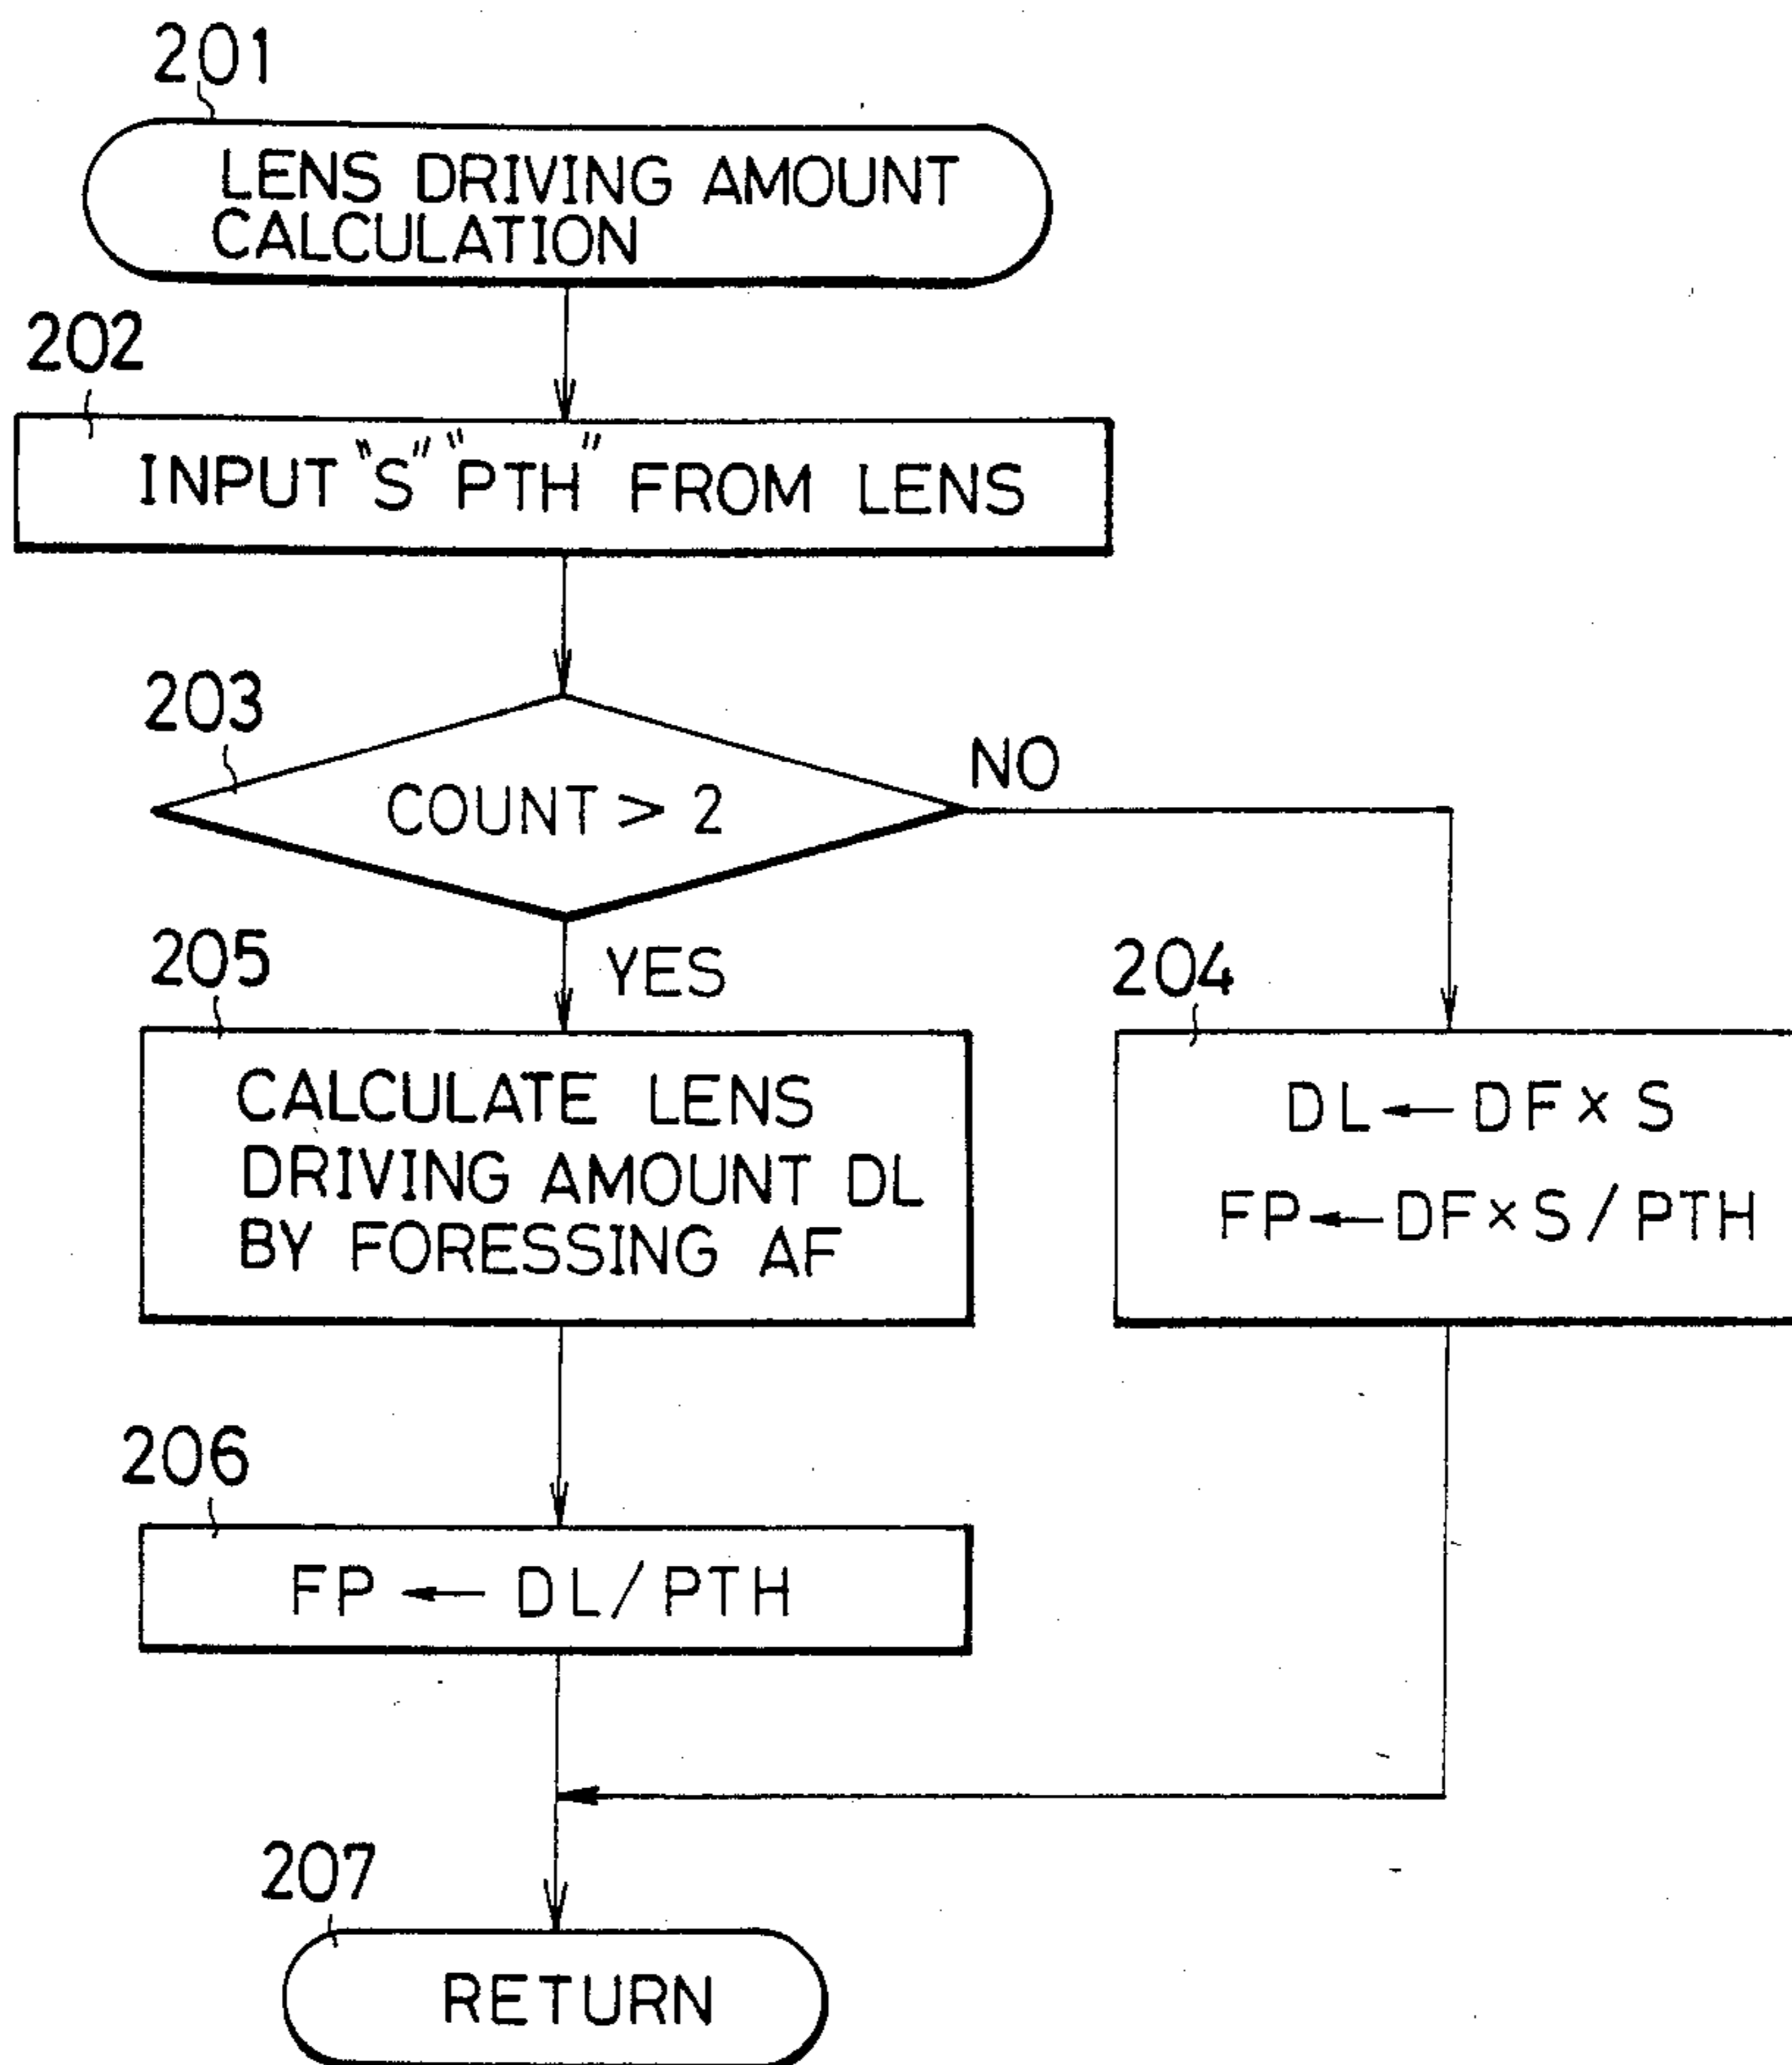 201
LENS DRIVING AMOUNT
CALCULATION
202
INPUT "S" "PTH" FROM LENS
203
COUNT > 2
NO
YES
205
CALCULATE LENS
DRIVING AMOUNT DL
BY FORESSING AF
204
DL ← DF × S
FP ← DF × S / PTH
206
FP ← DL / PTH
207
RETURN